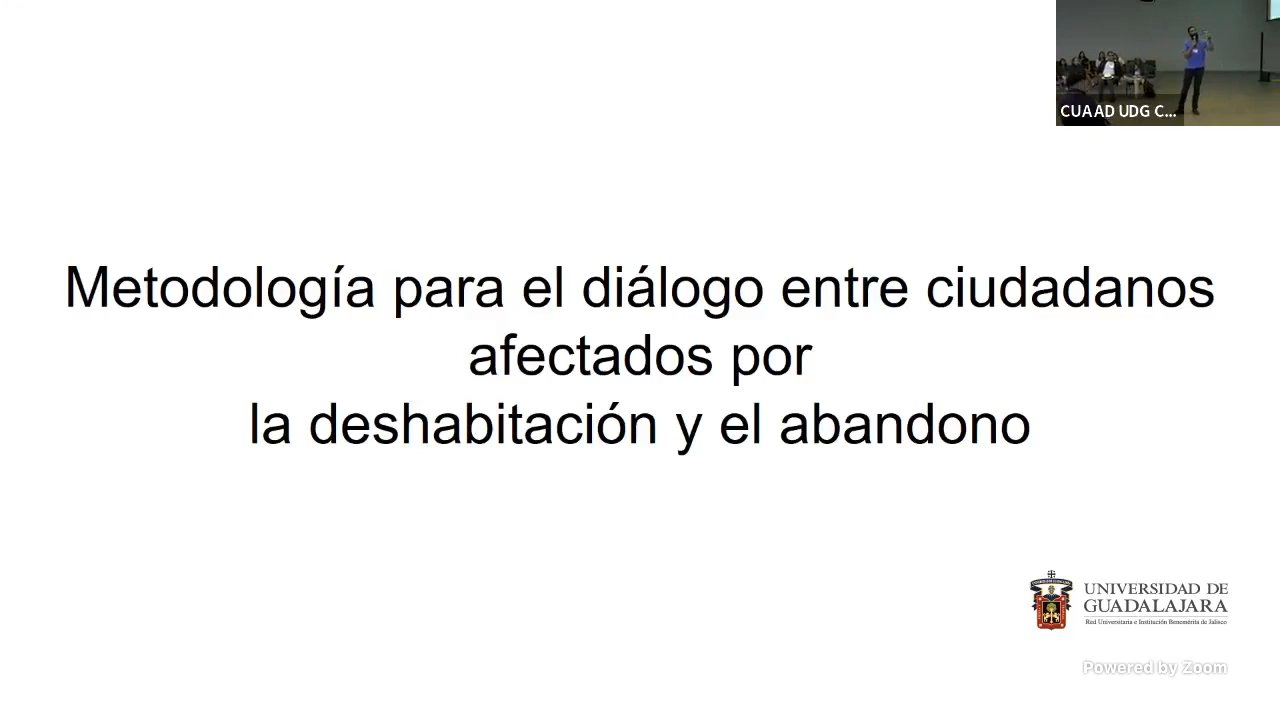 CUAAD UDG C...
Metodología para el diálogo entre ciudadanos
afectados por
la deshabitación y el abandono
UNIVERSIDAD DE
GUADALAJARA
Red Universitaria e Institución Benemérita de Jalisco
Powered by Zoom